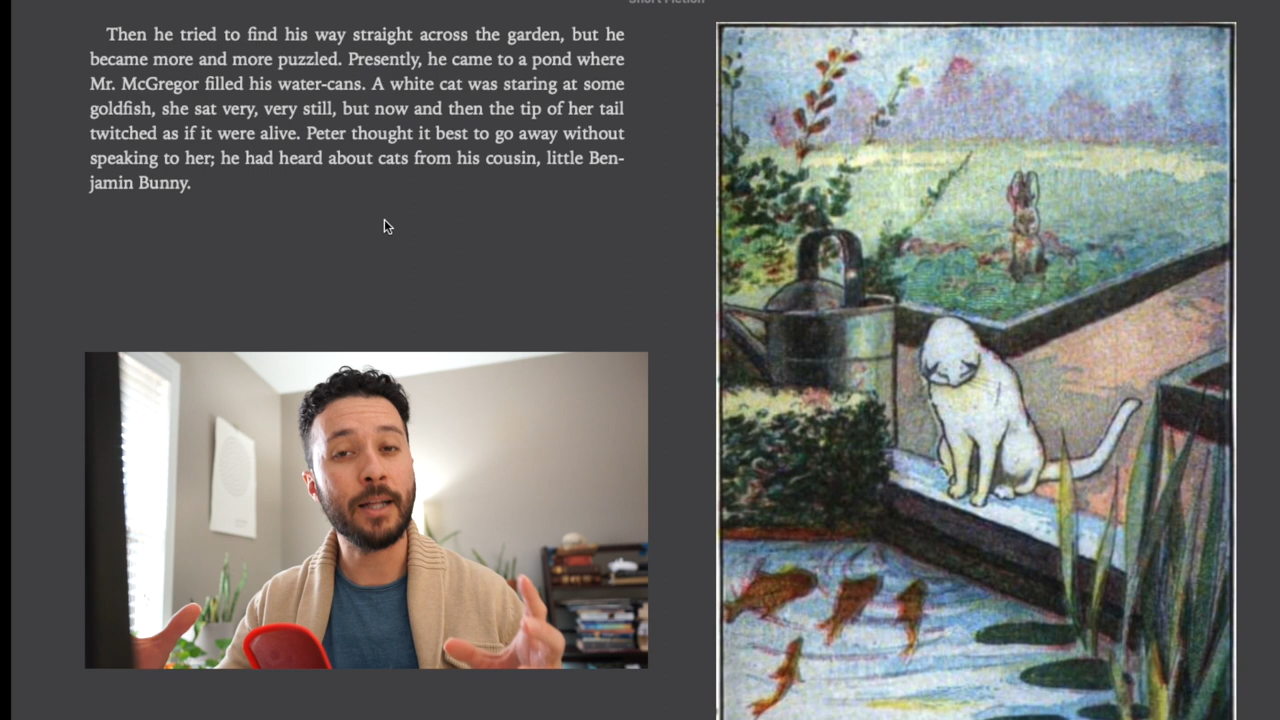 Short Fiction
Then he tried to find his way straight across the garden, but he
became more and more puzzled. Presently, he came to a pond where
Mr. McGregor filled his water-cans. A white cat was staring at some
goldfish, she sat very, very still, but now and then the tip of her tail
twitched as if it were alive. Peter thought it best to go away without
speaking to her; he had heard about cats from his cousin, little Ben-
jamin Bunny.